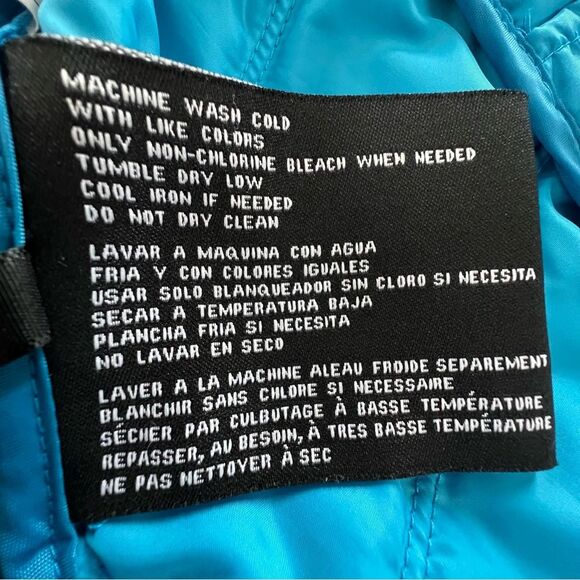 MACHINE WASH COLD
WITH LIKE COLORS
ONLY NON-CHLORINE BLEACH WHEN NEEDED
TUMBLE DRY LOW
COOL IRON IF NEEDED
DO NOT DRY CLEAN
LAVAR A MAQUINA CON AGUA
FRIA Y CON COLORES IGUALES
USAR SOLO BLANQUEADOR SIN CLORO SI NECESITA
SECAR A TEMPERATURA BAJA
PLANCHA FRIA SI NECESITA
NO LAVAR EN SECO
LAVER A LA MACHINE ALEAU FROIDE SEPAREMENT
BLANCHIR SANS CHLORE SI NECESSAIRE
SÉCHER PAR CULBUTAGE À BASSE TEMPÉRATURE
REPASSER, AU BESOIN, À TRES BASSE TEMPÉRATURE
NE PAS NETTOYER À SEC